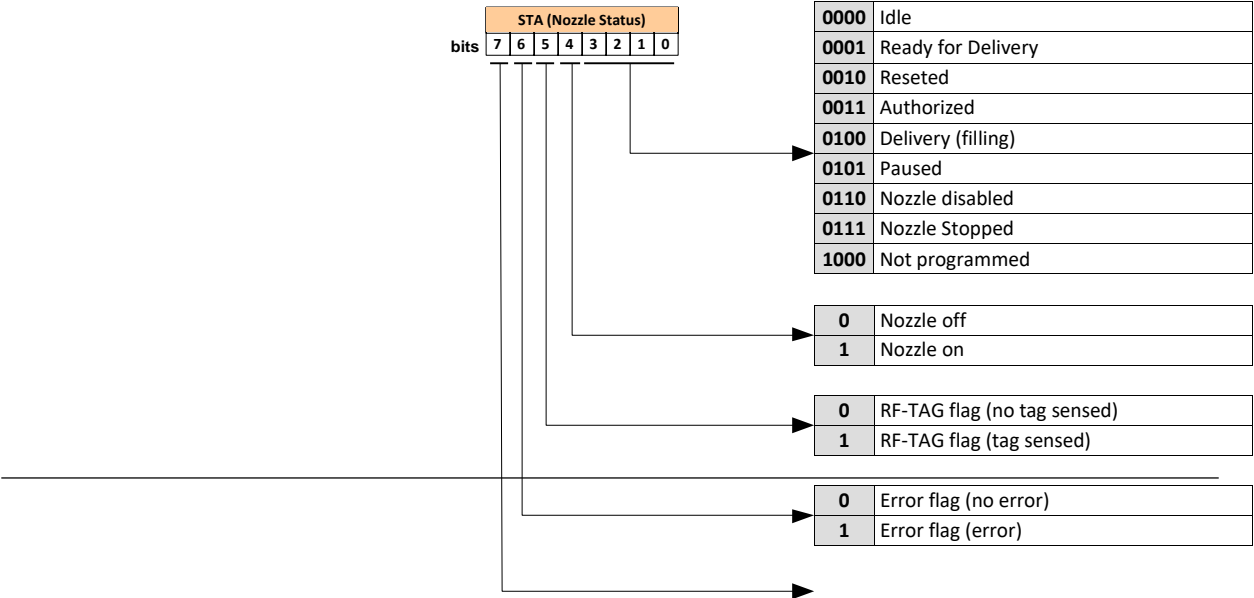 STA (Nozzle Status)
bits 7 6 5 4 3 2 1 0
0000 Idle
0001 Ready for Delivery
0010 Reseted
0011 Authorized
0100 Delivery (filling)
0101 Paused
0110 Nozzle disabled
0111 Nozzle Stopped
1000 Not programmed
0 Nozzle off
1 Nozzle on
0 RF-TAG flag (no tag sensed)
1 RF-TAG flag (tag sensed)
0 Error flag (no error)
1 Error flag (error)